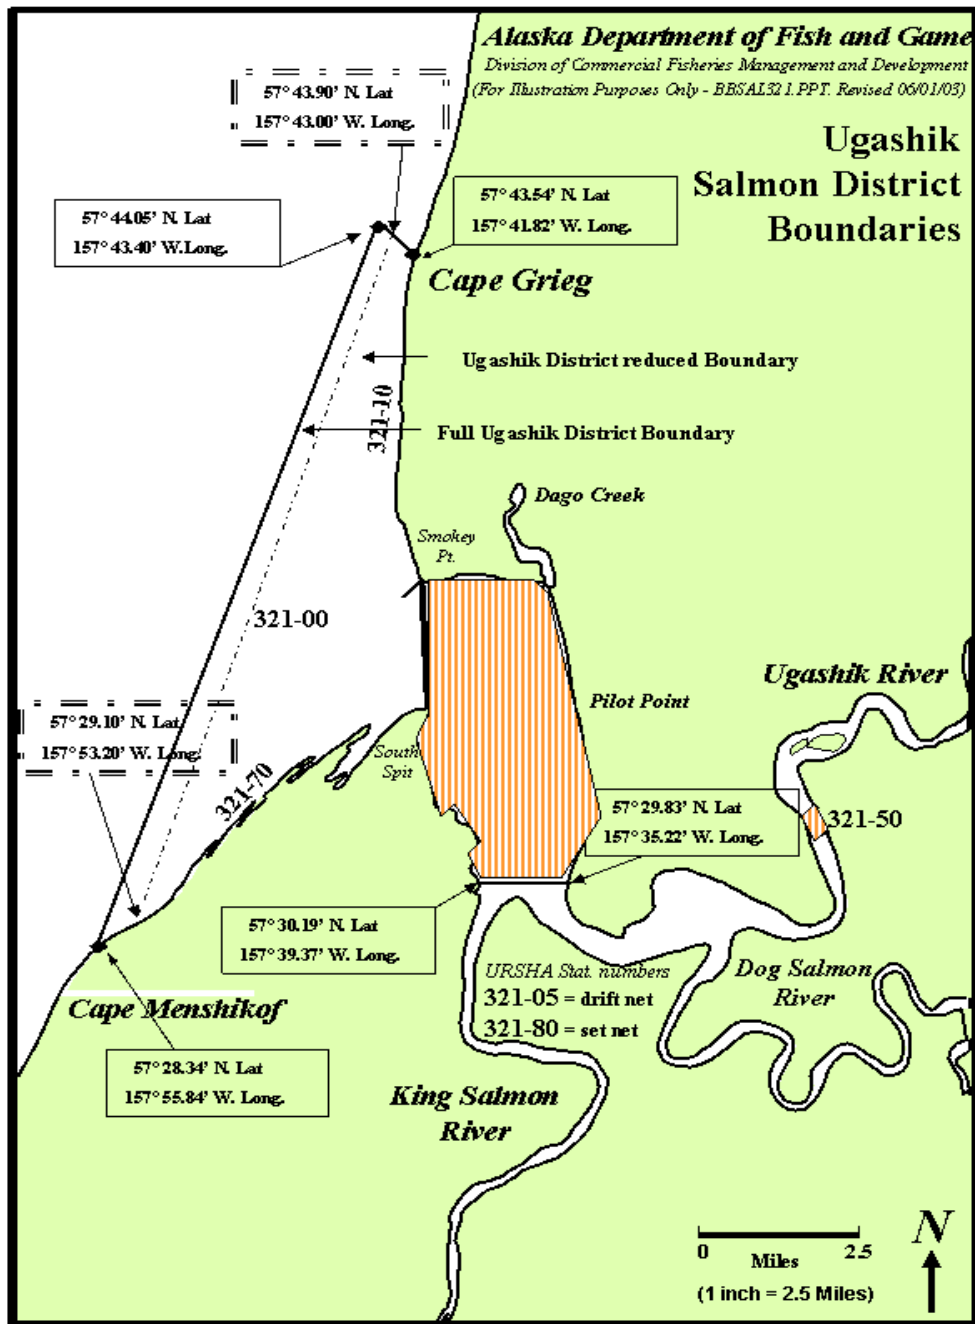 Alaska Department of Fish and Game
Division of Commercial Fisheries Management and Development
(For Illustration Purposes Only - BBSAL321.PPT. Revised 06/01/03)
Ugashik
Salmon District
Boundaries
57° 43.90' N. Lat
157° 43.00' W. Long.
57° 44.05' N. Lat
157° 43.40' W.Long.
57° 43.54' N. Lat
157° 41.82' W. Long.
Cape Grieg
Ugashik District reduced Boundary
321-10
Full Ugashik District Boundary
Dago Creek
Smokey
Pt.
321-00
Ugashik River
Pilot Point
57° 29.10' N. Lat
157° 53.20' W. Long.
South
Spit
321-70
57° 29.83' N. Lat
157° 35.22' W. Long.
321-50
57° 30.19' N. Lat
157° 39.37' W. Long.
URSHA Stat. numbers
321-05 = drift net
321-80 = set net
Dog Salmon
River
Cape Menshikof
57° 28.34' N. Lat
157° 55.84' W. Long.
King Salmon
River
N
0 2.5
Miles
(1 inch = 2.5 Miles)